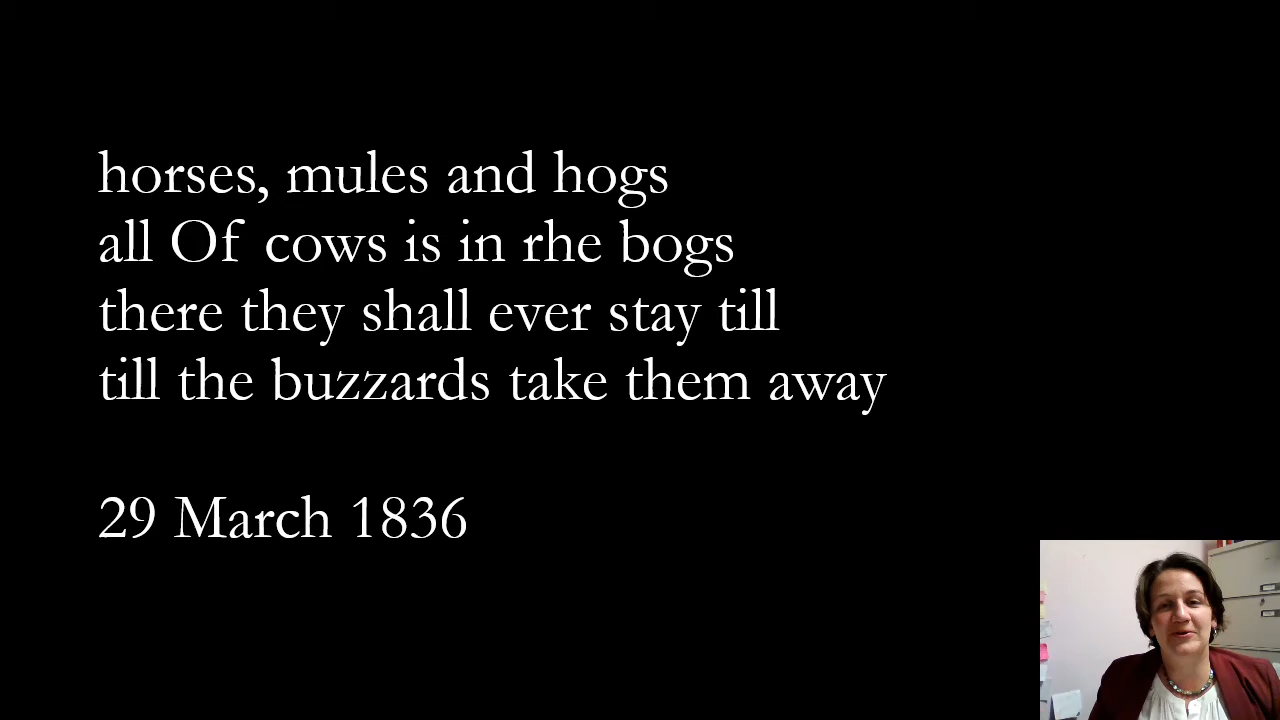 horses, mules and hogs
all Of cows is in rhe bogs
there they shall ever stay till
till the buzzards take them away
29 March 1836